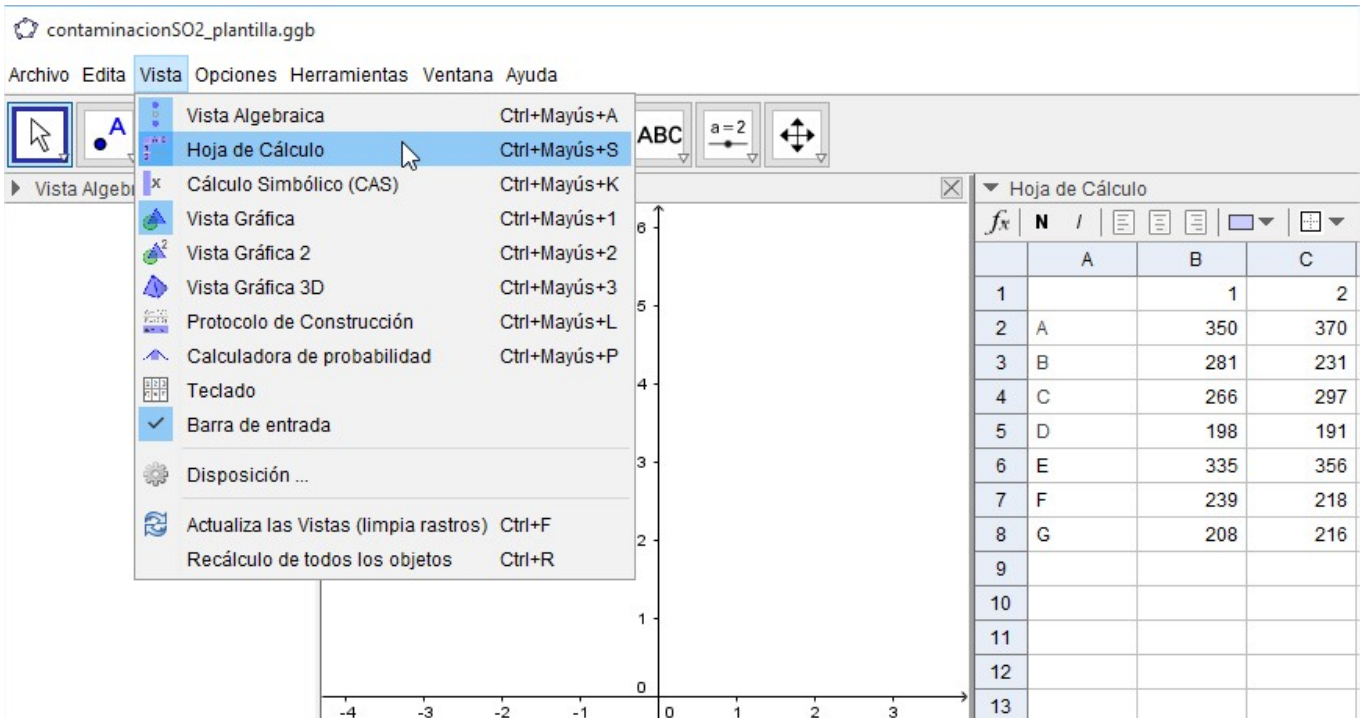 contaminacionSO2_plantilla.ggb
Archivo Edita Vista Opciones Herramientas Ventana Ayuda
A
ABC
a=2
Vista Algebraica Ctrl+Mayús+A
Hoja de Cálculo Ctrl+Mayús+S
Cálculo Simbólico (CAS) Ctrl+Mayús+K
Vista Gráfica Ctrl+Mayús+1
Vista Gráfica 2 Ctrl+Mayús+2
Vista Gráfica 3D Ctrl+Mayús+3
Protocolo de Construcción Ctrl+Mayús+L
Calculadora de probabilidad Ctrl+Mayús+P
Teclado
Barra de entrada
Disposición ...
Actualiza las Vistas (limpia rastros) Ctrl+F
Recálculo de todos los objetos Ctrl+R
Vista
6
5
4
3
2
1
0
-4 -3 -2 -1 0 1 2 3
Hoja de Cálculo
fx N I
A B C
1 1 2
2 A 350 370
3 B 281 231
4 C 266 297
5 D 198 191
6 E 335 356
7 F 239 218
8 G 208 216
9
10
11
12
13